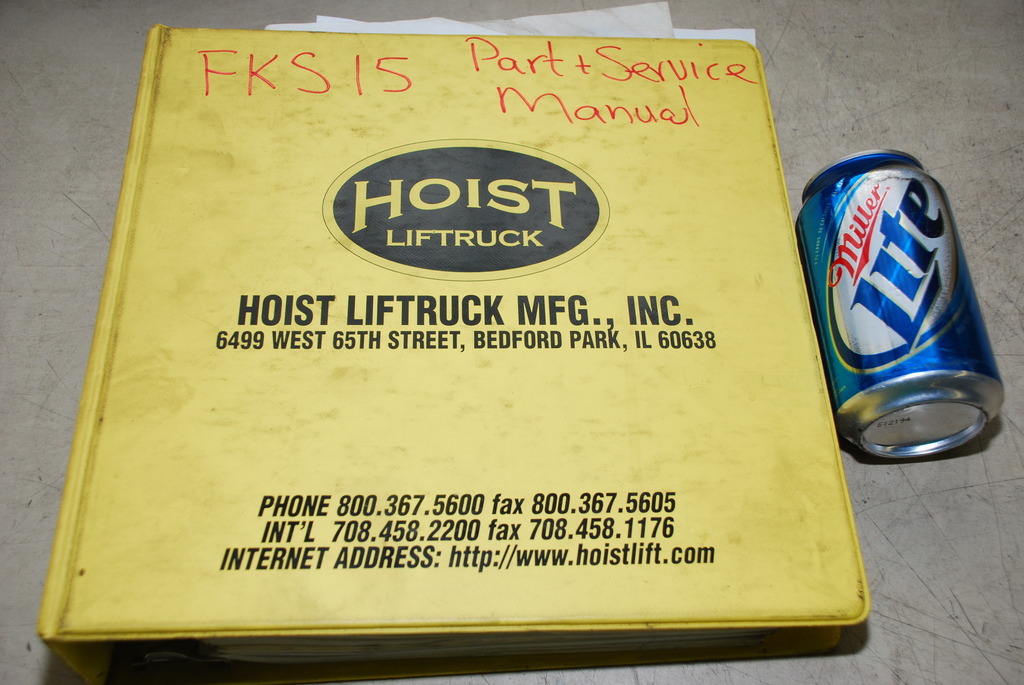 FKS15
Part + Service
Manual
HOIST
LIFTRUCK
HOIST LIFTRUCK MFG., INC.
6499 WEST 65TH STREET, BEDFORD PARK, IL 60638
PHONE 800.367.5600 fax 800.367.5605
INT'L 708.458.2200 fax 708.458.1176
INTERNET ADDRESS: http://www.hoistlift.com
Miller
Lite